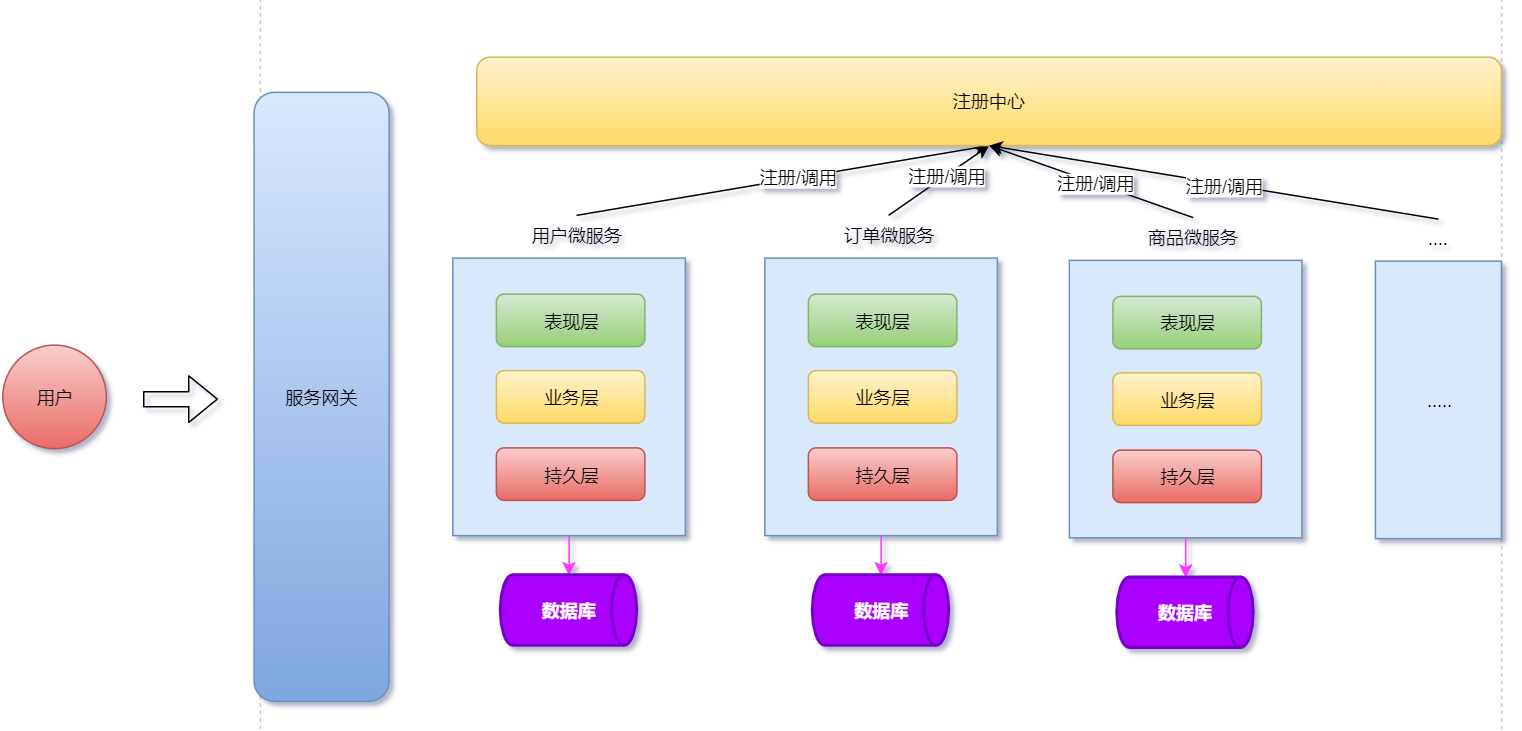 注册中心
注册/调用
注册/调用
注册/调用
注册/调用
用户微服务
订单微服务
商品微服务
....
用户
服务网关
表现层
业务层
持久层
数据库
表现层
业务层
持久层
数据库
表现层
业务层
持久层
数据库
.....